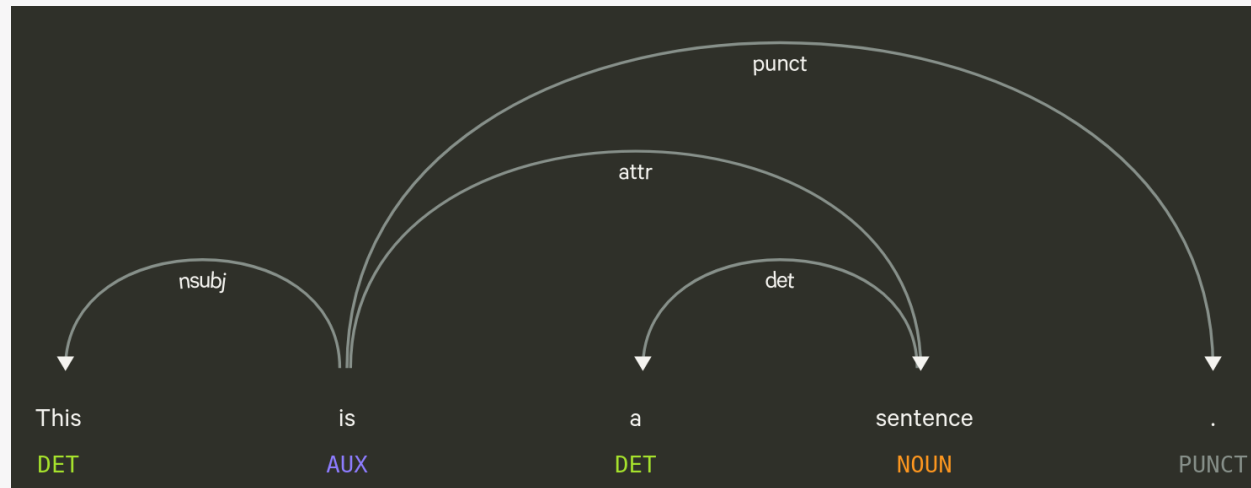 punct
attr
nsubj det
This is a sentence .
DET AUX DET NOUN PUNCT